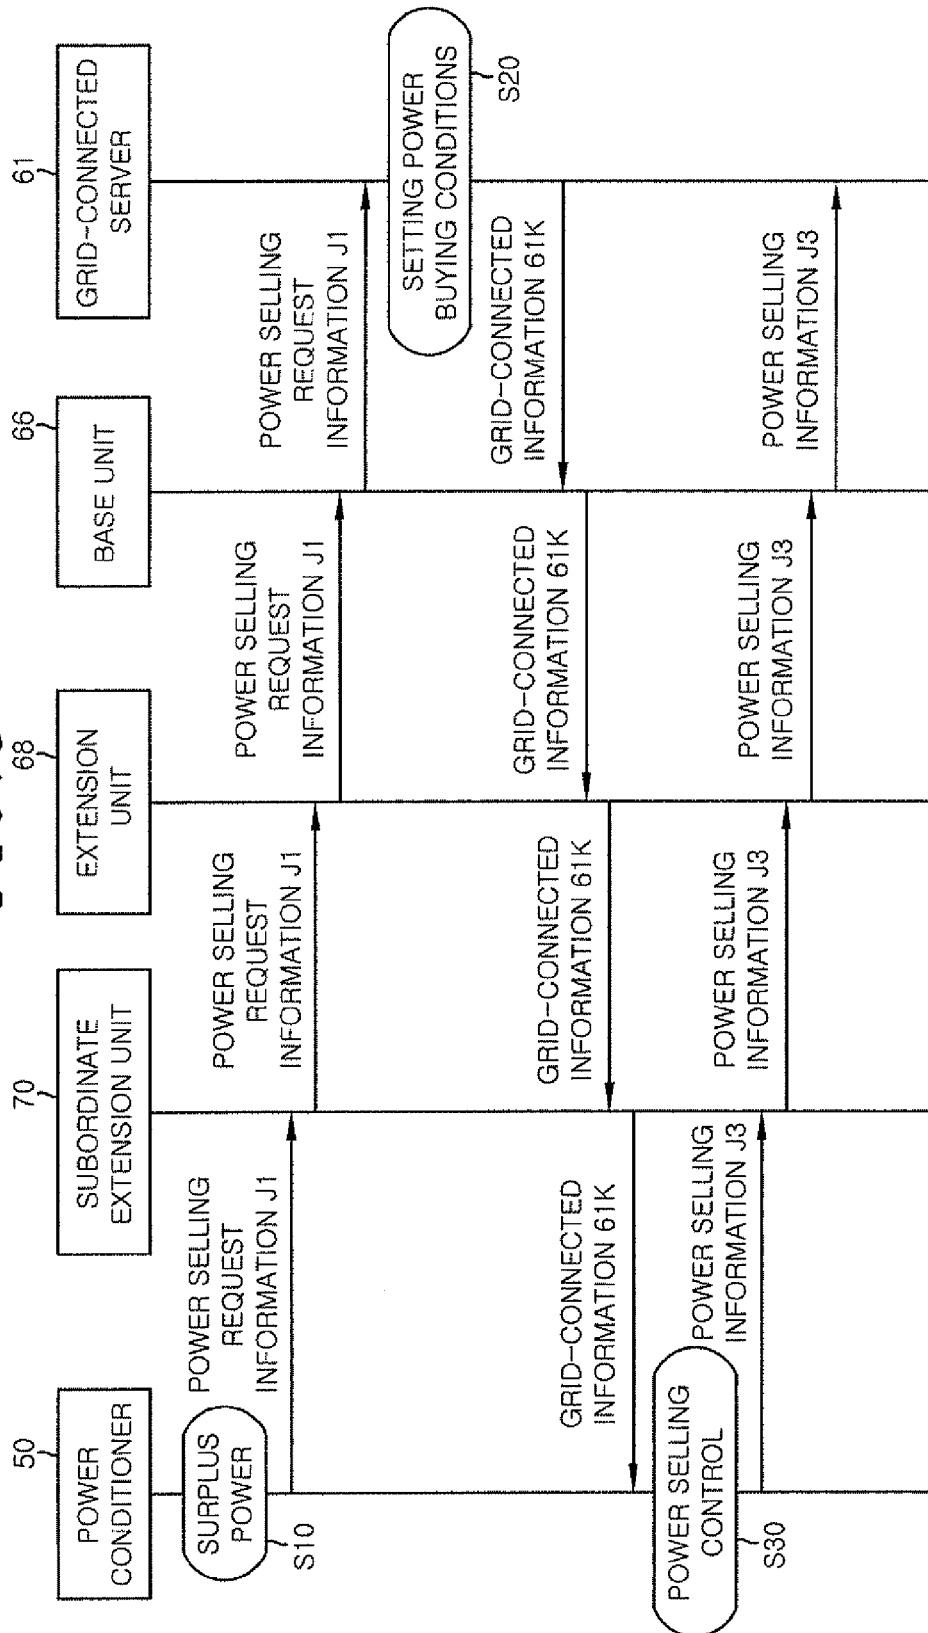 50
POWER
CONDITIONER
70
SUBORDINATE
EXTENSION UNIT
68
EXTENSION
UNIT
66
BASE UNIT
61
GRID-CONNECTED
SERVER
SURPLUS
POWER
S10
POWER SELLING
REQUEST
INFORMATION J1
POWER SELLING
REQUEST
INFORMATION J1
POWER SELLING
REQUEST
INFORMATION J1
POWER SELLING
REQUEST
INFORMATION J1
SETTING POWER
BUYING CONDITIONS
S20
GRID-CONNECTED
INFORMATION 61K
GRID-CONNECTED
INFORMATION 61K
GRID-CONNECTED
INFORMATION 61K
GRID-CONNECTED
INFORMATION 61K
POWER SELLING
CONTROL
S30
POWER SELLING
INFORMATION J3
POWER SELLING
INFORMATION J3
POWER SELLING
INFORMATION J3
POWER SELLING
INFORMATION J3